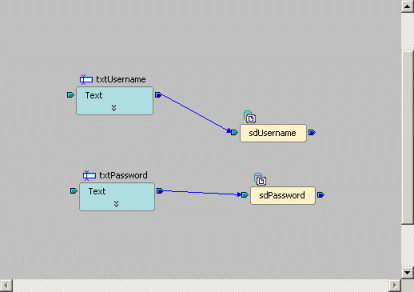 txtUsername
Text
sdUsername
txtPassword
Text
sdPassword